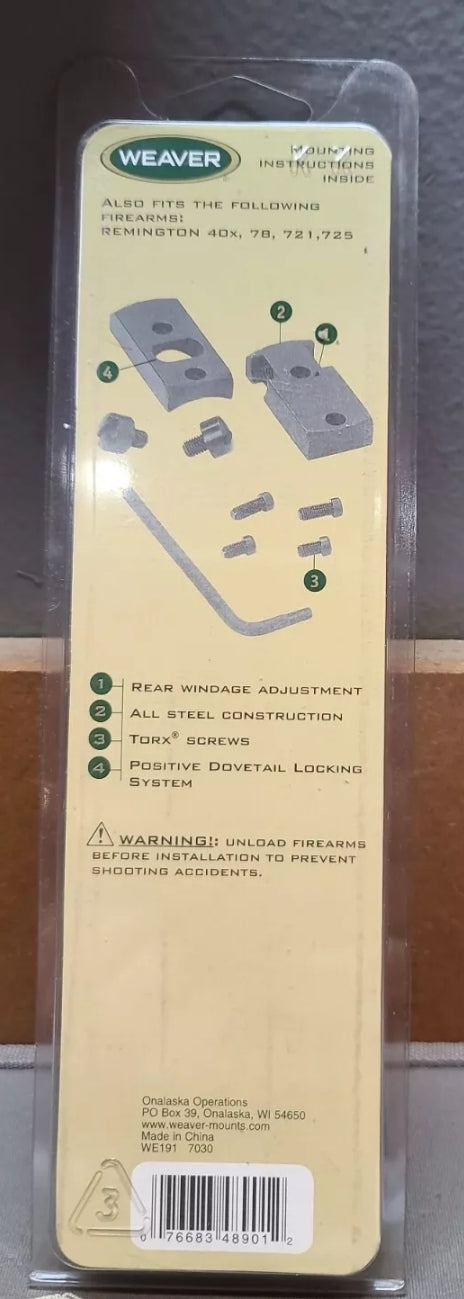 WEAVER
MOUNTING
INSTRUCTIONS
INSIDE
ALSO FITS THE FOLLOWING
FIREARMS:
REMINGTON 40x, 78, 721,725
2
4
3
1 REAR WINDAGE ADJUSTMENT
2 ALL STEEL CONSTRUCTION
3 TORX® SCREWS
4 POSITIVE DOVETAIL LOCKING
SYSTEM
WARNING!: UNLOAD FIREARMS
BEFORE INSTALLATION TO PREVENT
SHOOTING ACCIDENTS.
Onalaska Operations
PO Box 39, Onalaska, WI 54650
www.weaver-mounts.com
Made in China
WE191 7030
3
0 76683 48901 2